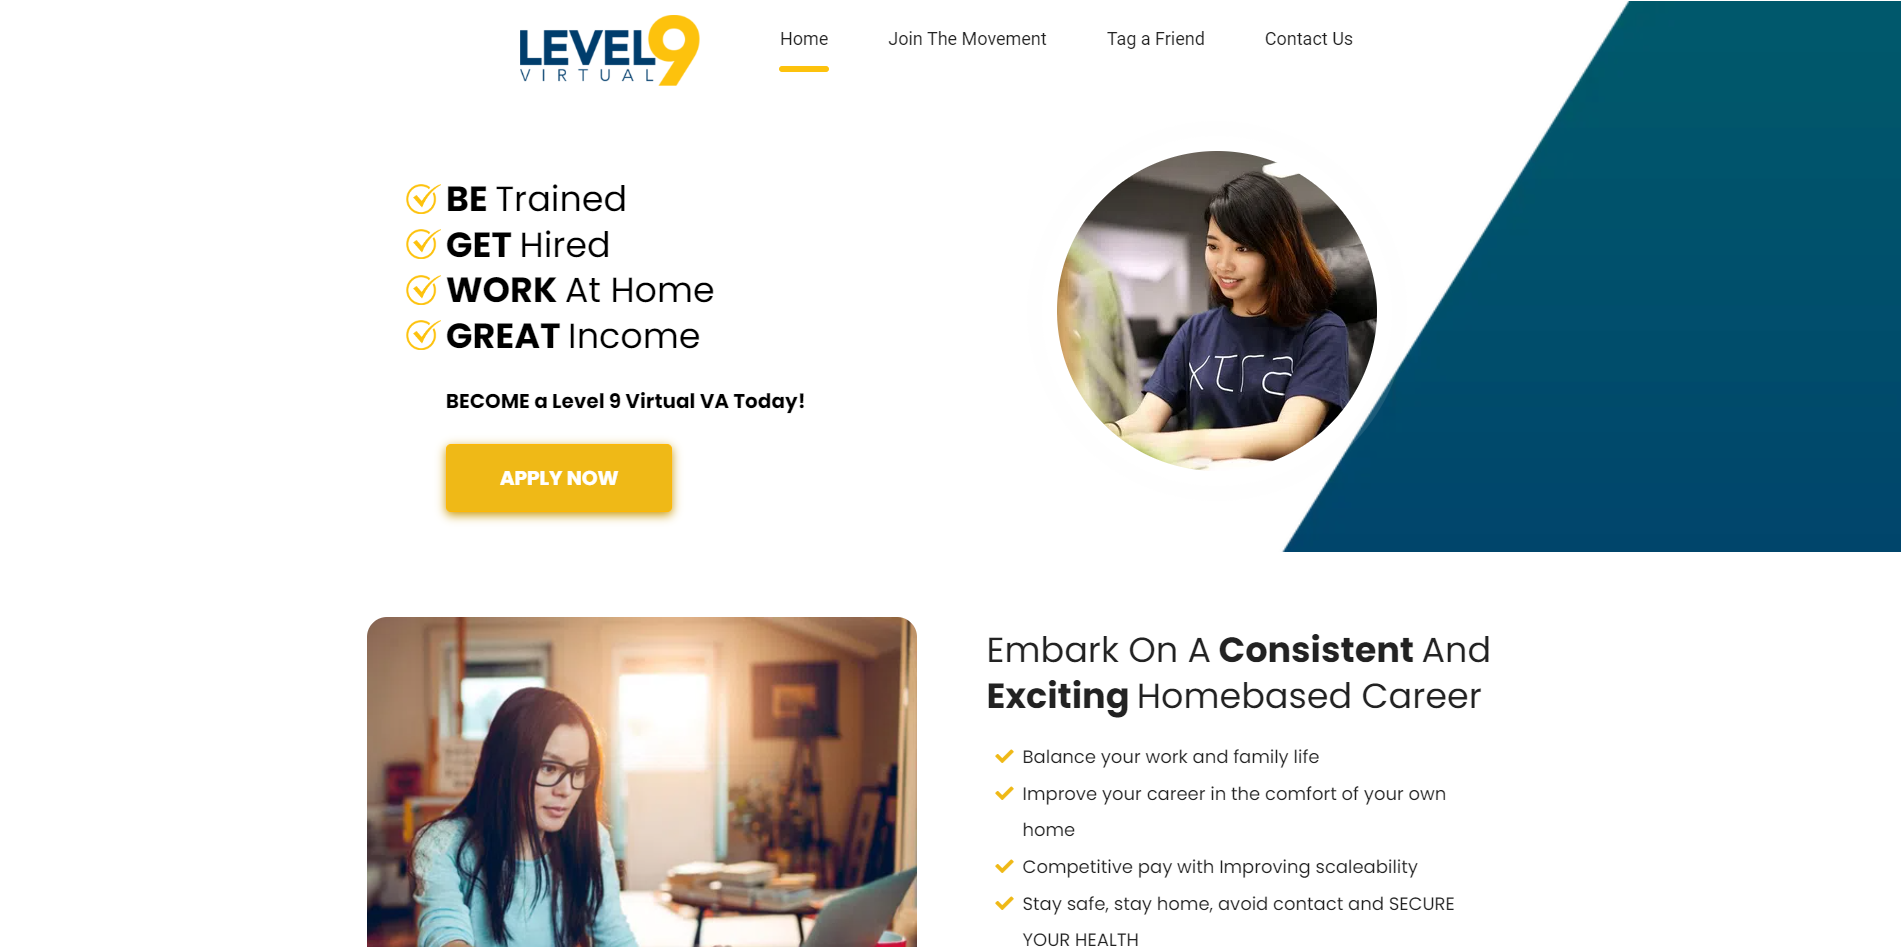 LEVEL9
VIRTUAL
Home
Join The Movement
Tag a Friend
Contact Us
BE Trained
GET Hired
WORK At Home
GREAT Income
BECOME a Level 9 Virtual VA Today!
APPLY NOW
xtra
Embark On A Consistent And
Exciting Homebased Career
Balance your work and family life
Improve your career in the comfort of your own
home
Competitive pay with Improving scaleability
Stay safe, stay home, avoid contact and SECURE
YOUR HEALTH